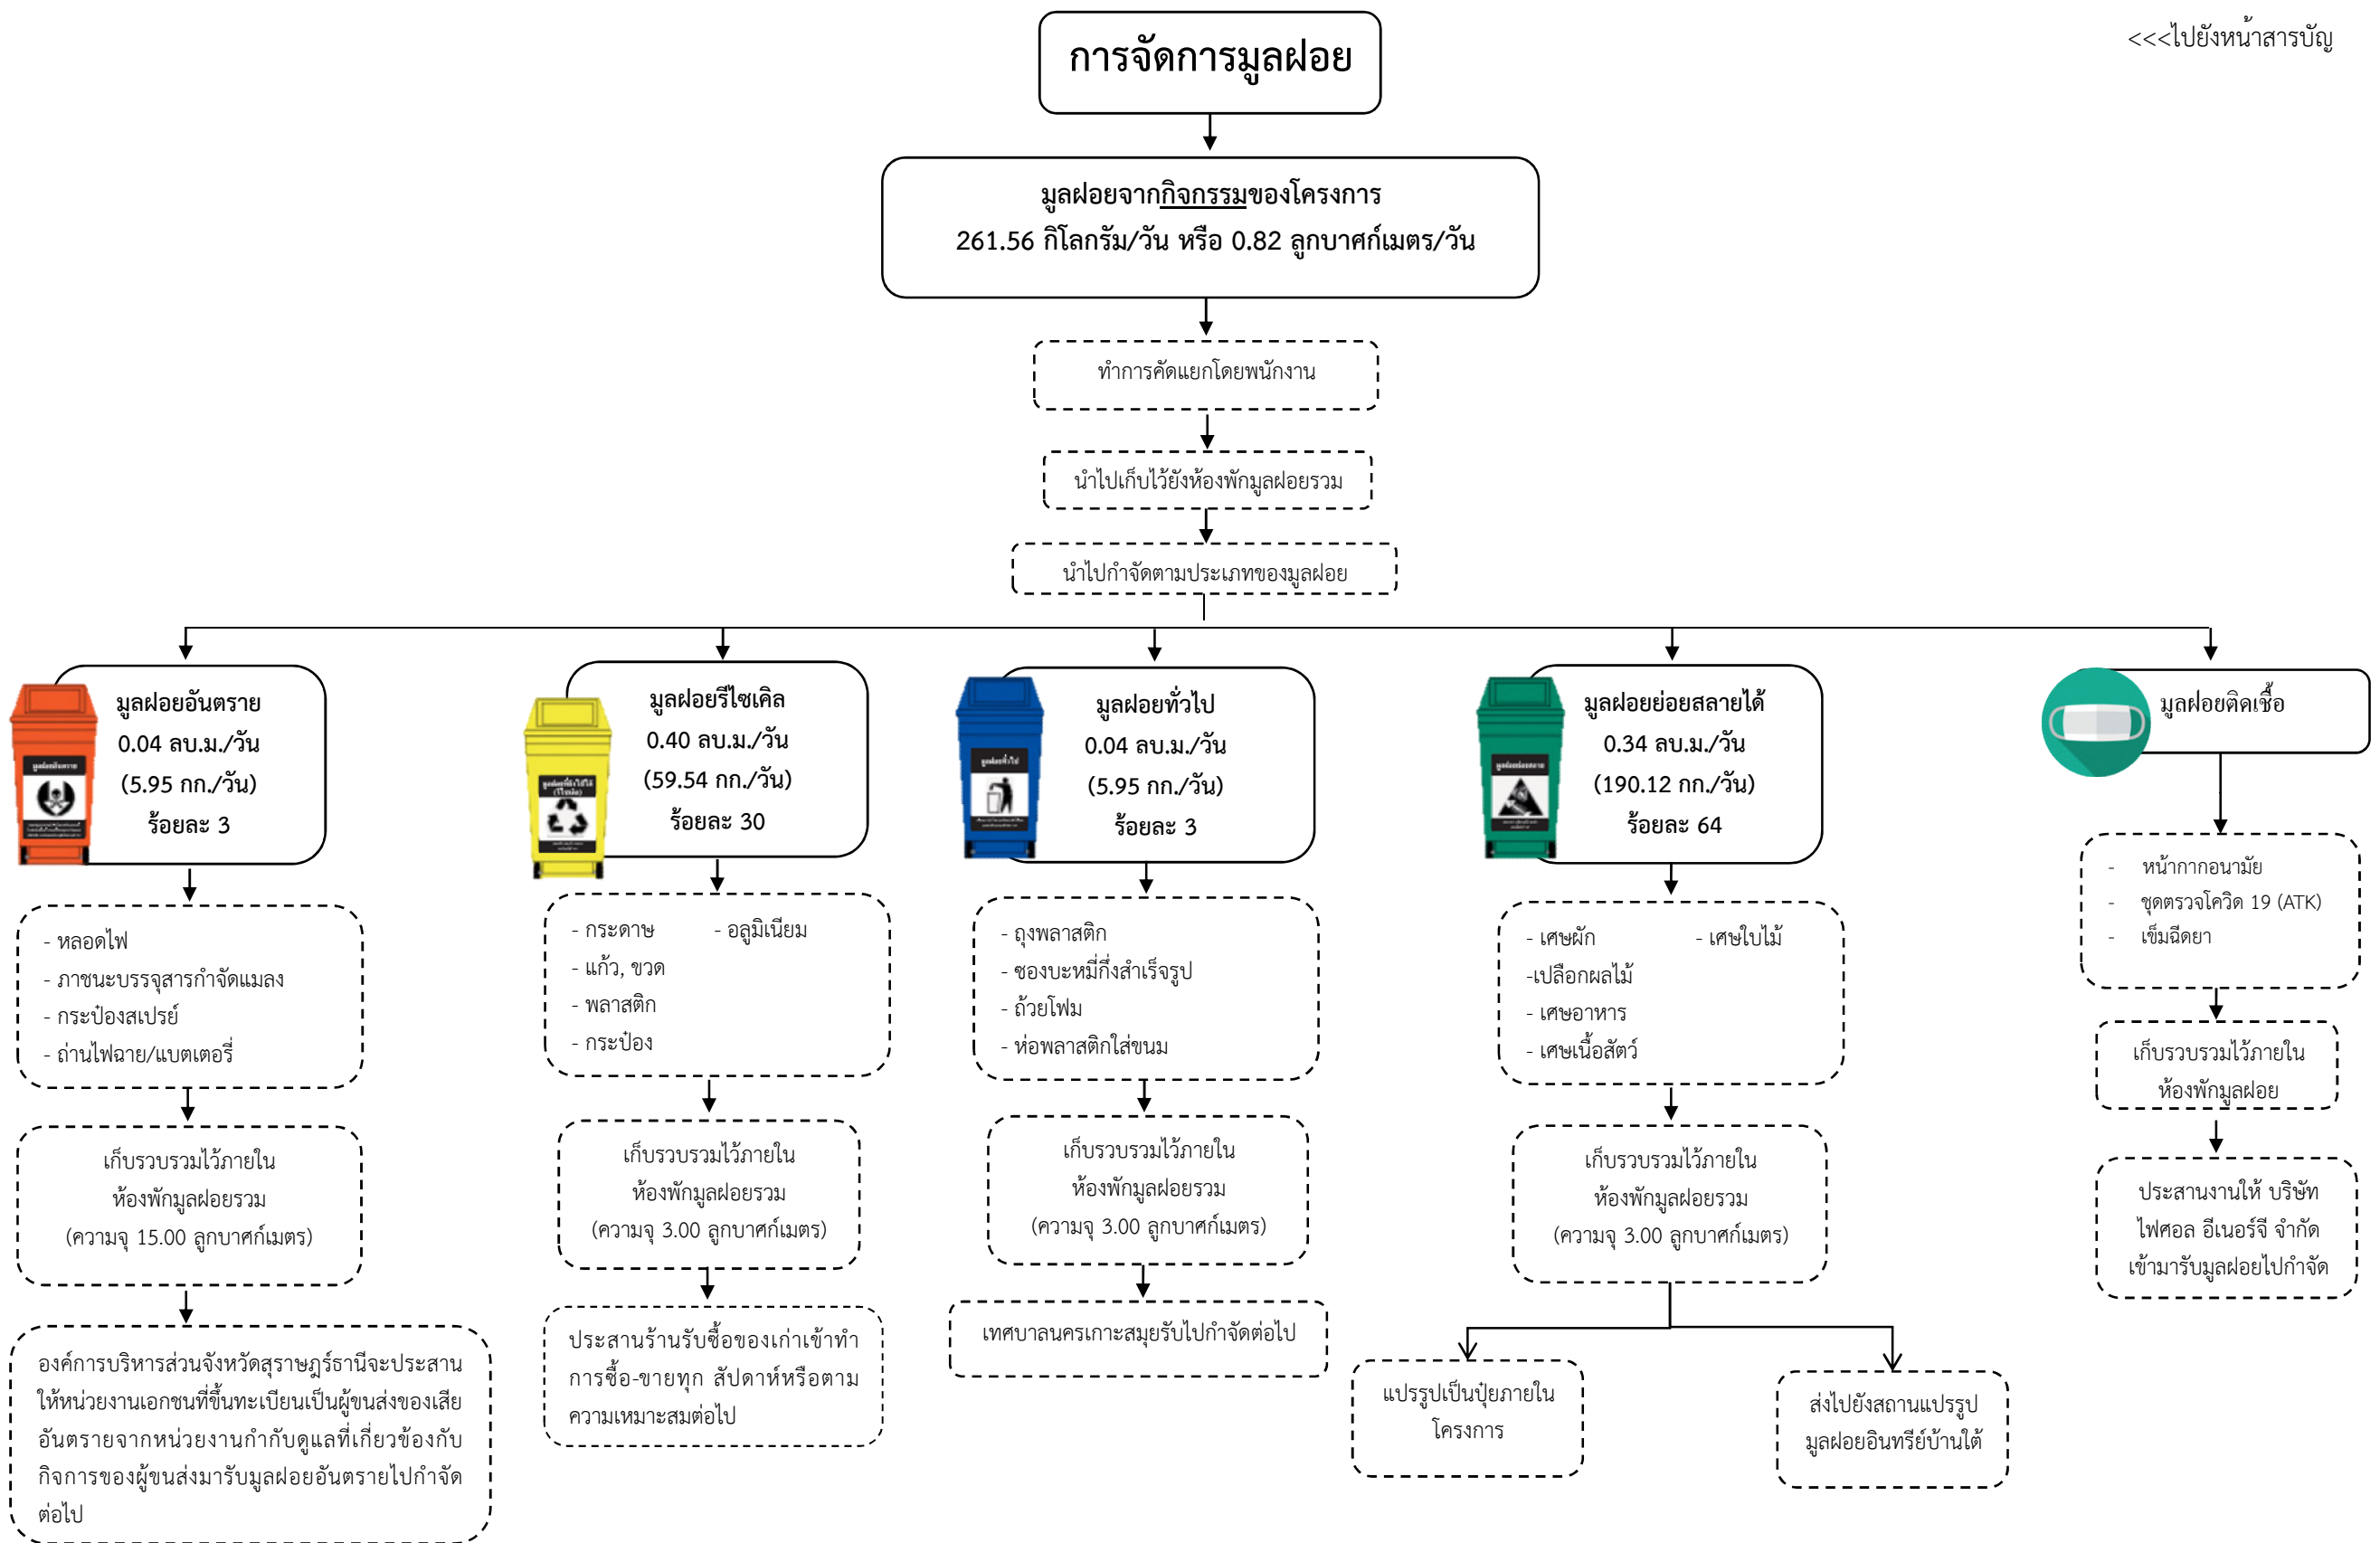 <<<ไปยังหน้าสารบัญ
การจัดการมูลฝอย
มูลฝอยจากกิจกรรมของโครงการ
261.56 กิโลกรัม/วัน หรือ 0.82 ลูกบาศก์เมตร/วัน
ทำการคัดแยกโดยพนักงาน
นำไปเก็บไว้ยังห้องพักมูลฝอยรวม
นำไปกำจัดตามประเภทของมูลฝอย
มูลฝอยอันตราย
0.04 ลบ.ม./วัน
(5.95 กก./วัน)
ร้อยละ 3
มูลฝอยอันตราย
- หลอดไฟ
- ภาชนะบรรจุสารกำจัดแมลง
- กระป๋องสเปรย์
- ถ่านไฟฉาย/แบตเตอรี่
เก็บรวบรวมไว้ภายใน
ห้องพักมูลฝอยรวม
(ความจุ 15.00 ลูกบาศก์เมตร)
องค์การบริหารส่วนจังหวัดสุราษฎร์ธานีจะประสาน
ให้หน่วยงานเอกชนที่ขึ้นทะเบียนเป็นผู้ขนส่งของเสีย
อันตรายจากหน่วยงานกำกับดูแลที่เกี่ยวข้องกับ
กิจการของผู้ขนส่งมารับมูลฝอยอันตรายไปกำจัด
ต่อไป
มูลฝอยรีไซเคิล
0.40 ลบ.ม./วัน
(59.54 กก./วัน)
ร้อยละ 30
- กระดาษ - อลูมิเนียม
- แก้ว, ขวด
- พลาสติก
- กระป๋อง
เก็บรวบรวมไว้ภายใน
ห้องพักมูลฝอยรวม
(ความจุ 3.00 ลูกบาศก์เมตร)
ประสานร้านรับซื้อของเก่าเข้าทำ
การซื้อ-ขายทุก สัปดาห์หรือตาม
ความเหมาะสมต่อไป
มูลฝอยทั่วไป
0.04 ลบ.ม./วัน
(5.95 กก./วัน)
ร้อยละ 3
มูลฝอยทั่วไป
- ถุงพลาสติก
- ซองบะหมี่กึ่งสำเร็จรูป
- ถ้วยโฟม
- ห่อพลาสติกใส่ขนม
เก็บรวบรวมไว้ภายใน
ห้องพักมูลฝอยรวม
(ความจุ 3.00 ลูกบาศก์เมตร)
เทศบาลนครเกาะสมุยรับไปกำจัดต่อไป
มูลฝอยย่อยสลายได้
0.34 ลบ.ม./วัน
(190.12 กก./วัน)
ร้อยละ 64
มูลฝอยย่อยสลาย
- เศษผัก - เศษใบไม้
-เปลือกผลไม้
- เศษอาหาร
- เศษเนื้อสัตว์
เก็บรวบรวมไว้ภายใน
ห้องพักมูลฝอยรวม
(ความจุ 3.00 ลูกบาศก์เมตร)
แปรรูปเป็นปุ๋ยภายใน
โครงการ
ส่งไปยังสถานแปรรูป
มูลฝอยอินทรีย์บ้านใต้
มูลฝอยติดเชื้อ
- หน้ากากอนามัย
- ชุดตรวจโควิด 19 (ATK)
- เข็มฉีดยา
เก็บรวบรวมไว้ภายใน
ห้องพักมูลฝอย
ประสานงานให้ บริษัท
ไฟศอล อีเนอร์จี จำกัด
เข้ามารับมูลฝอยไปกำจัด